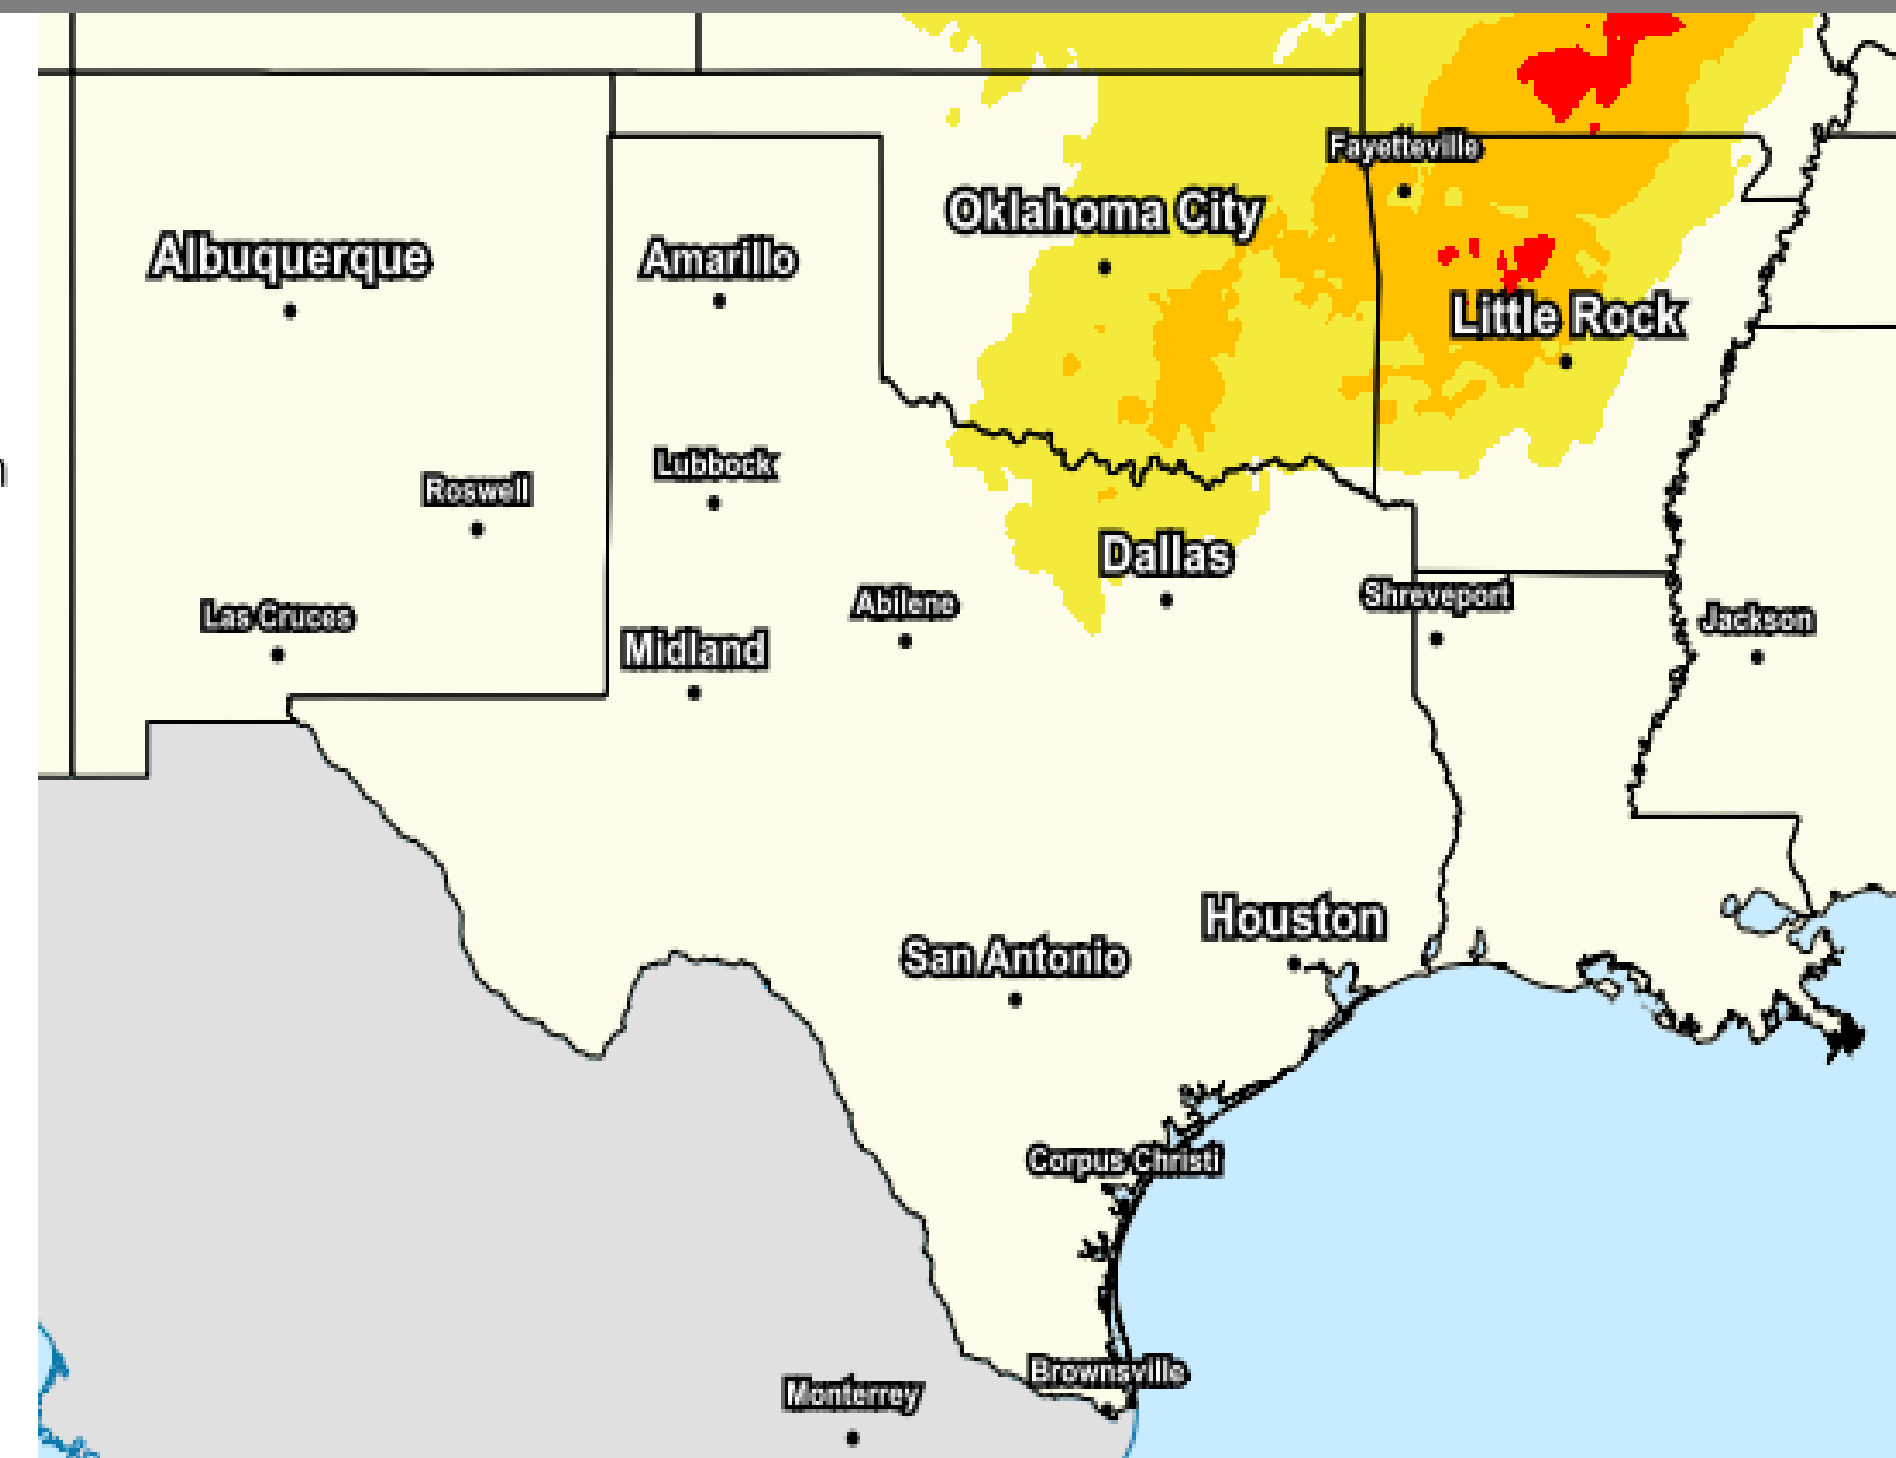 Fayetteville
Oklahoma City
Albuquerque
Amarillo
Little Rock
Lubbock
Roswell
Dallas
Abilene
Shreveport
Las Cruces
Jackson
Midland
Houston
San Antonio
Corpus Christi
Brownsville
Monterrey